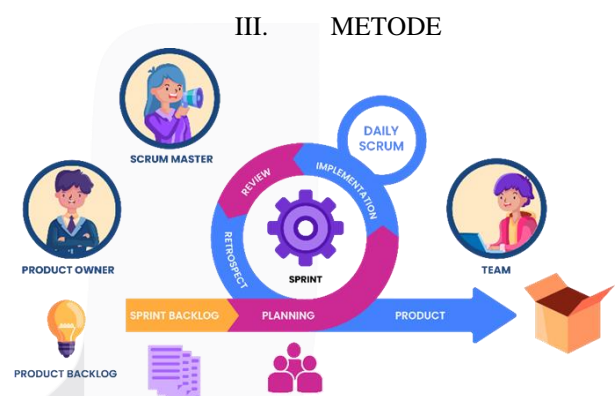 III. METODE
DAILY
SCRUM
SCRUM MASTER
REVIEW
IMPLEMENTATION
RETROSPECT
SPRINT
PRODUCT OWNER
TEAM
SPRINT BACKLOG
PLANNING
PRODUCT
PRODUCT BACKLOG